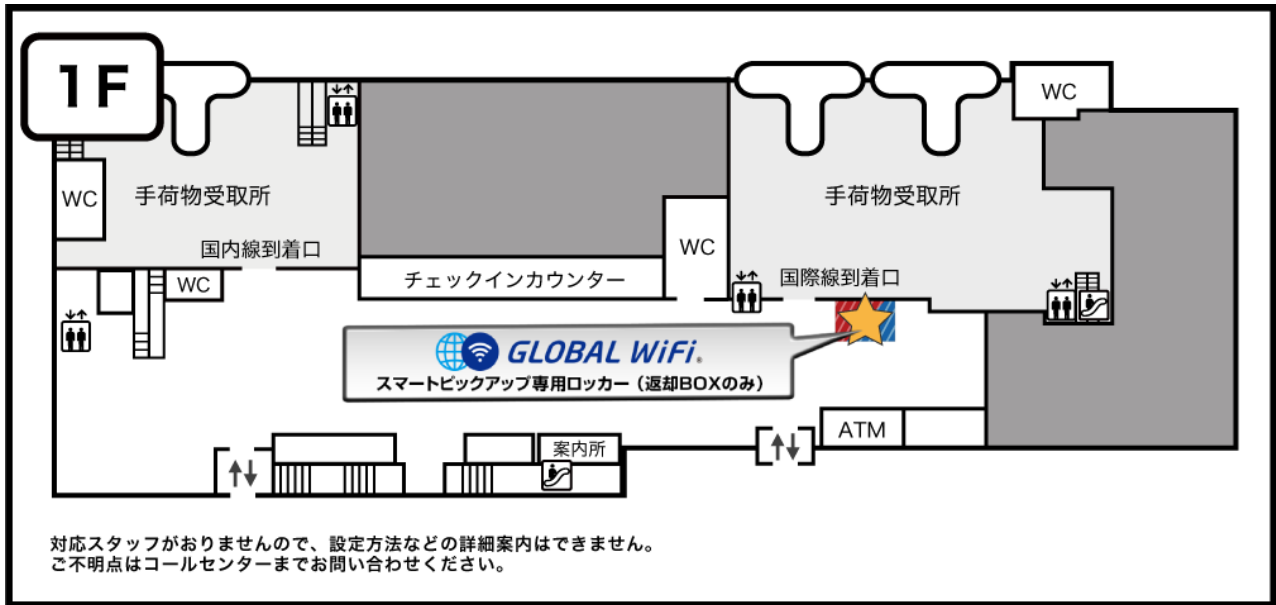 1F
WC
WC
手荷物受取所
手荷物受取所
国内線到着口
WC
国際線到着口
WC
チェックインカウンター
GLOBAL WiFi®
スマートピックアップ専用ロッカー（返却BOXのみ）
ATM
案内所
対応スタッフがおりませんので、設定方法などの詳細案内はできません。
ご不明点はコールセンターまでお問い合わせください。